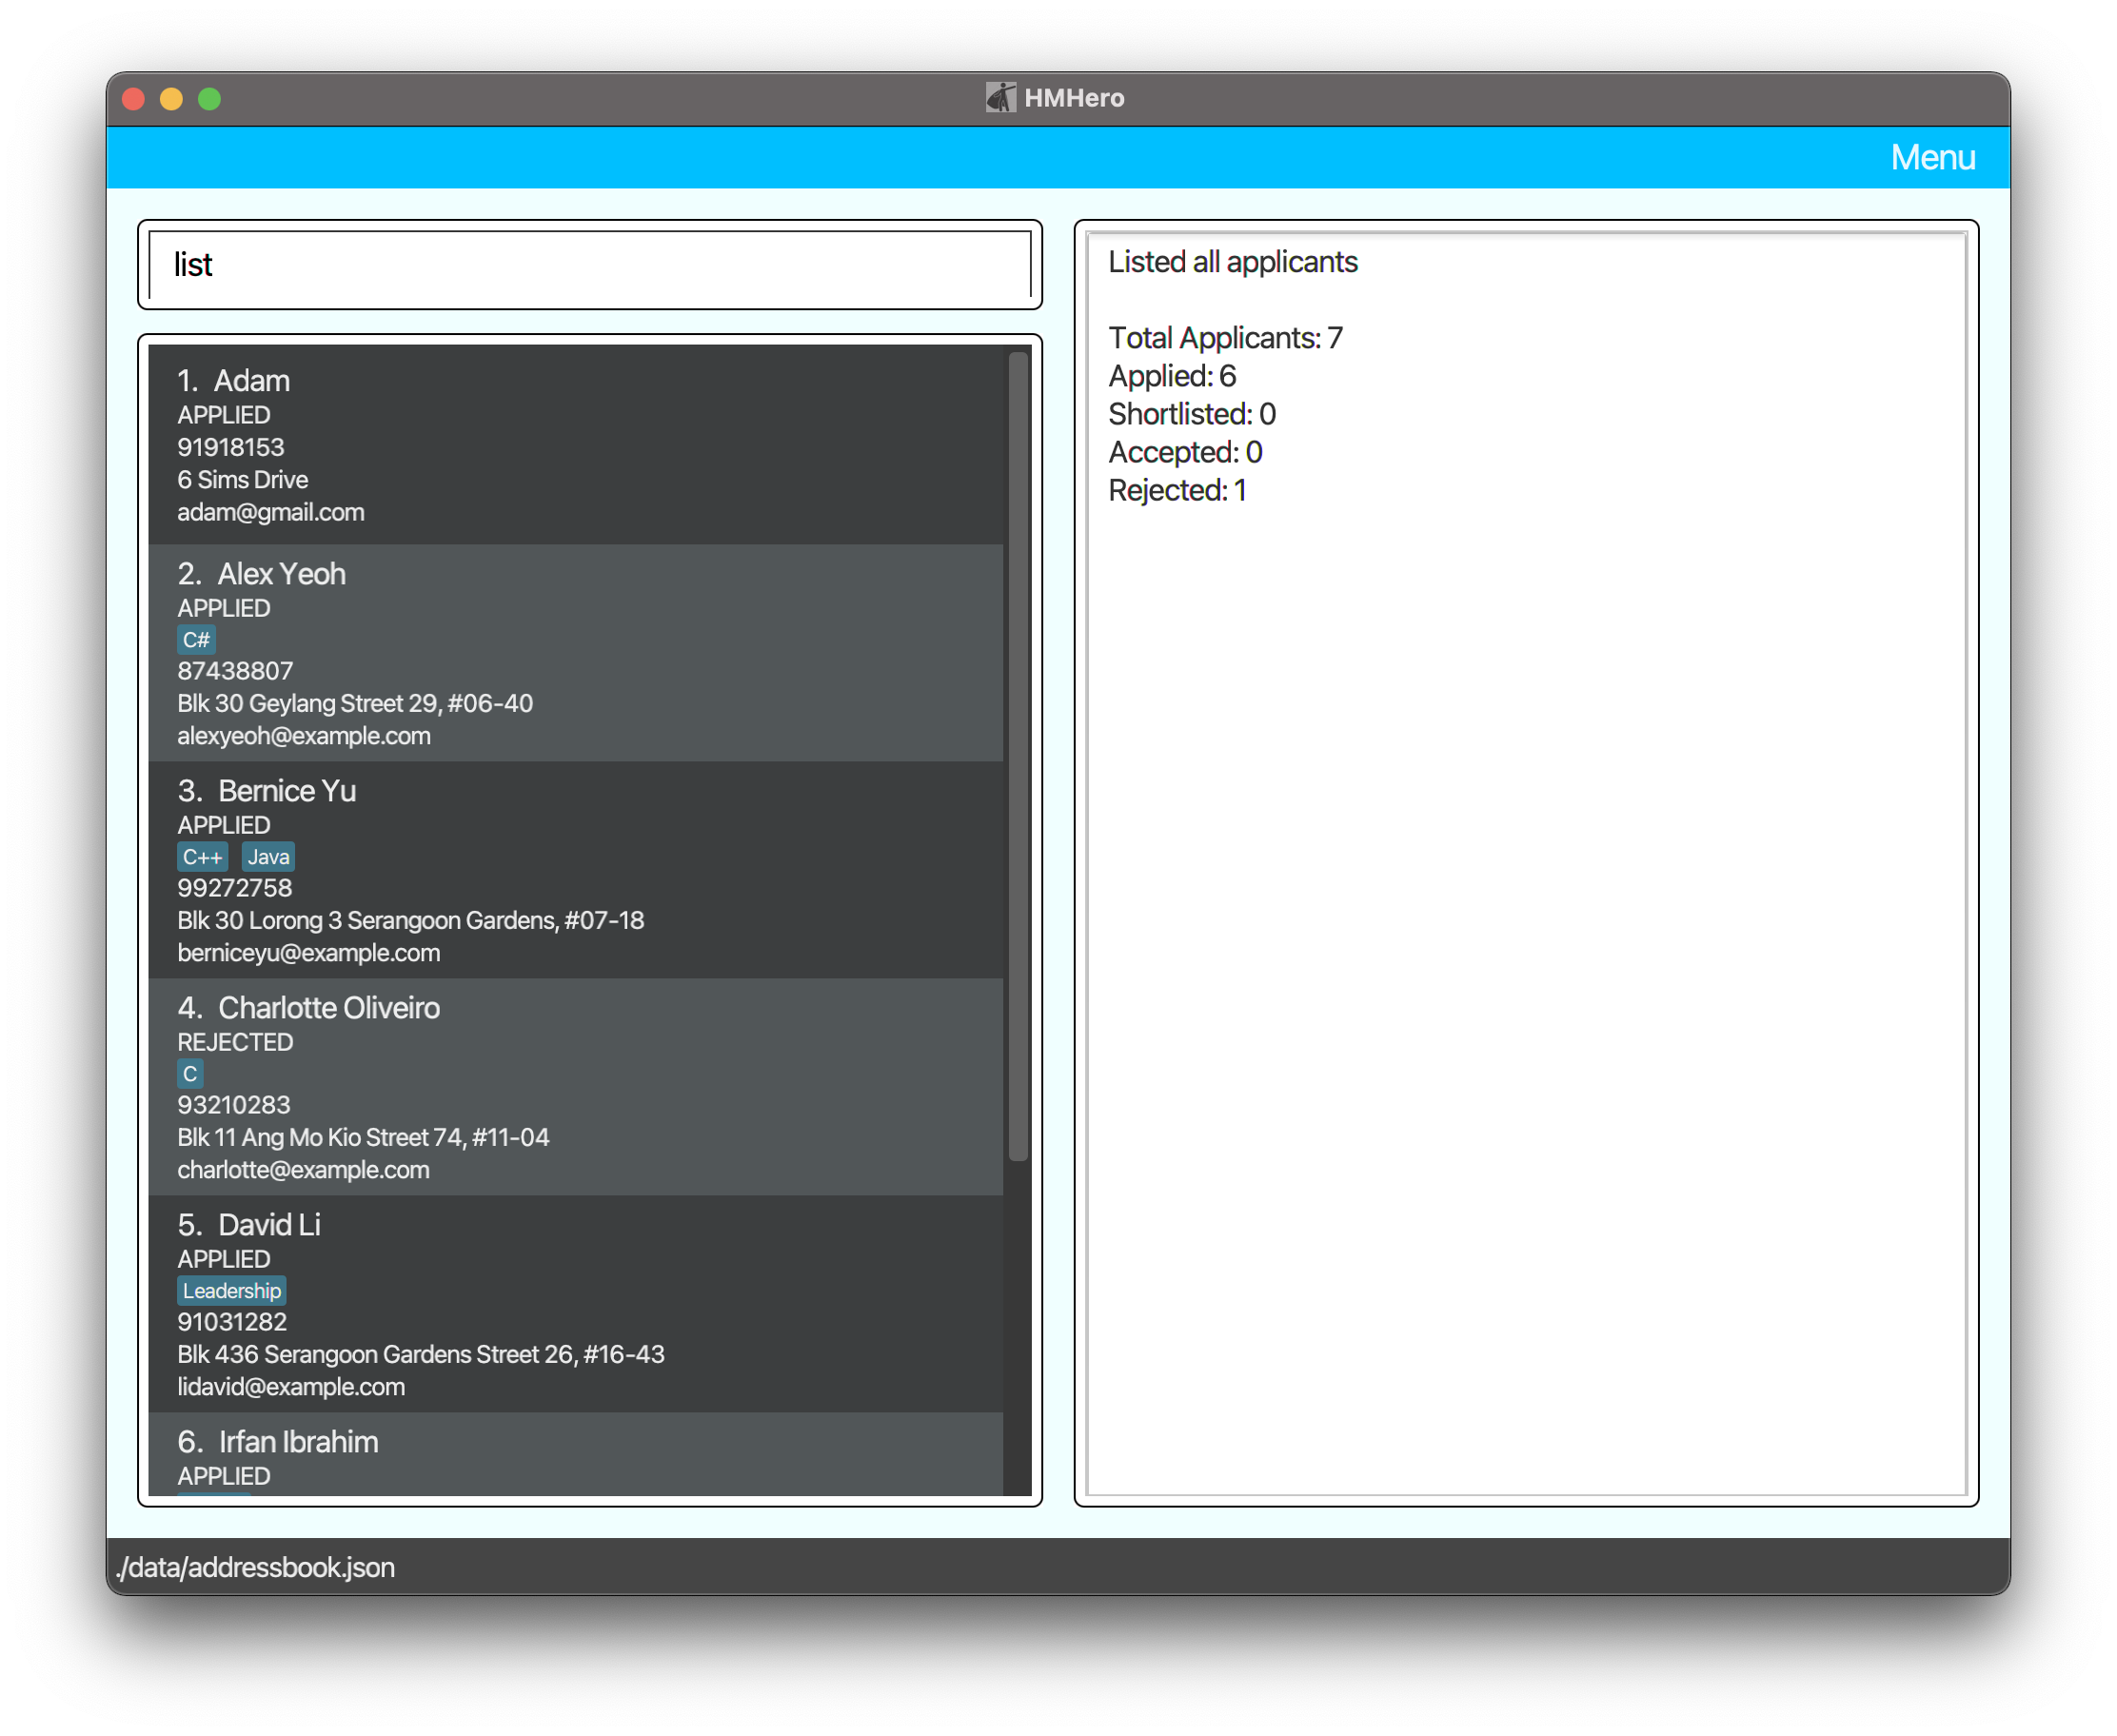 HMHero
Menu
list
1. Adam
APPLIED
91918153
6 Sims Drive
adam@gmail.com
2. Alex Yeoh
APPLIED
C#
87438807
Blk 30 Geylang Street 29, #06-40
alexyeoh@example.com
3. Bernice Yu
APPLIED
C++ Java
99272758
Blk 30 Lorong 3 Serangoon Gardens, #07-18
berniceyu@example.com
4. Charlotte Oliveiro
REJECTED
C
93210283
Blk 11 Ang Mo Kio Street 74, #11-04
charlotte@example.com
5. David Li
APPLIED
Leadership
91031282
Blk 436 Serangoon Gardens Street 26, #16-43
lidavid@example.com
6. Irfan Ibrahim
APPLIED
Listed all applicants
Total Applicants: 7
Applied: 6
Shortlisted: 0
Accepted: 0
Rejected: 1
./data/addressbook.json